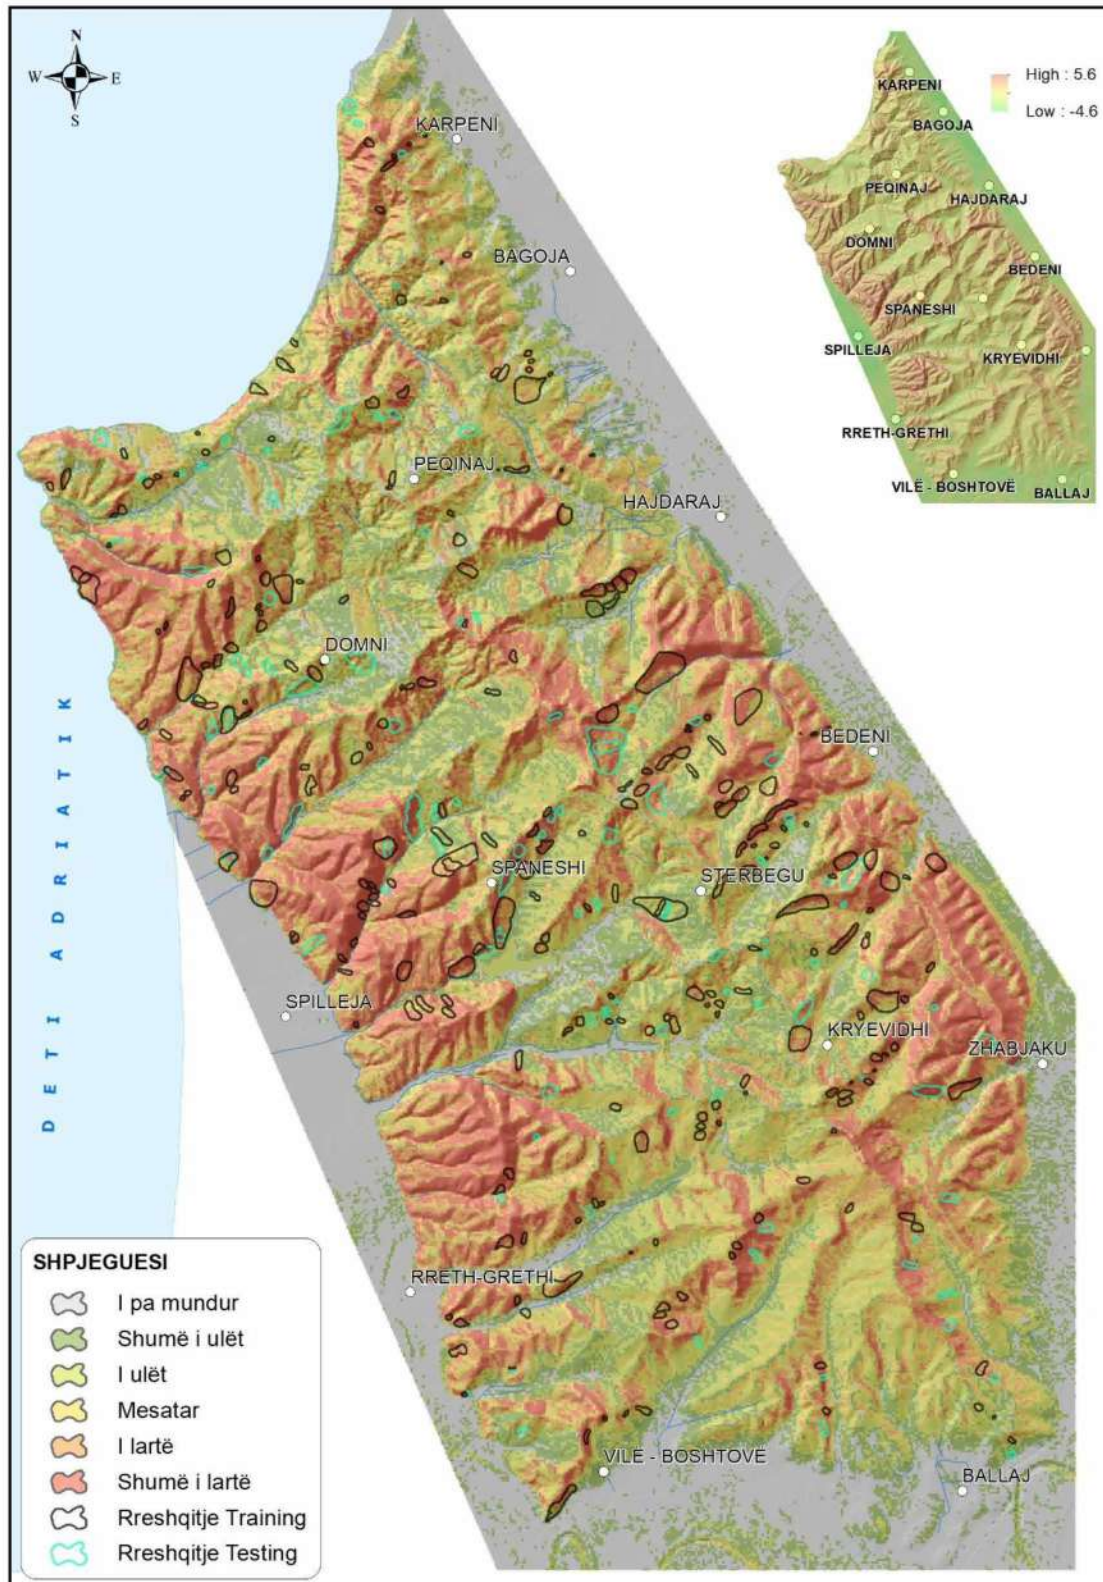 N
W E
S
KARPENI
BAGOJA
PEQINAJ
HAJDARAJ
DOMNI
BEDENI
SPANESHI
STERBEGU
SPILLEJA
KRYEVIDHI
ZHABJAKU
RRETH-GRETHI
VILË - BOSHTOVË
BALLAJ
DETI ADRIATIK
High : 5.6
Low : -4.6
KARPENI
BAGOJA
PEQINAJ
HAJDARAJ
DOMNI
BEDENI
SPANESHI
SPILLEJA
KRYEVIDHI
RRETH-GRETHI
VILË - BOSHTOVË
BALLAJ
SHPJEGUESI
I pa mundur
Shumë i ulët
I ulët
Mesatar
I lartë
Shumë i lartë
Rreshqitje Training
Rreshqitje Testing